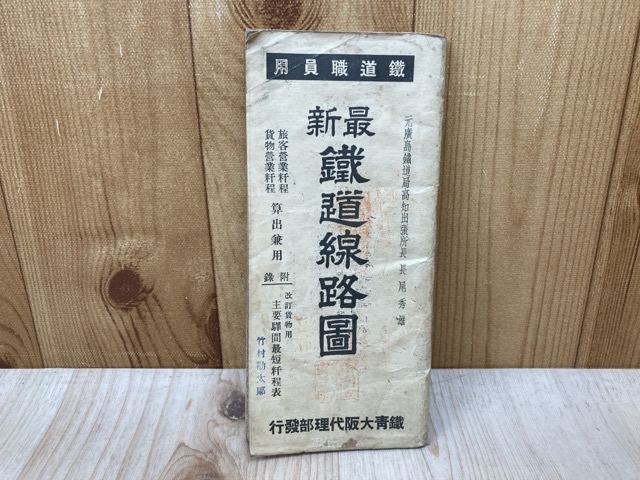 鐵道職員用
元廣島鐵道局高知出張所長 長尾秀雄
最新
鐵道線路圖
旅客營業粁程
貨物營業粁程
算出兼用
附錄
改訂貨物用
主要驛間最短粁程表
竹村勘太郎
鐵靑大阪代理部發行